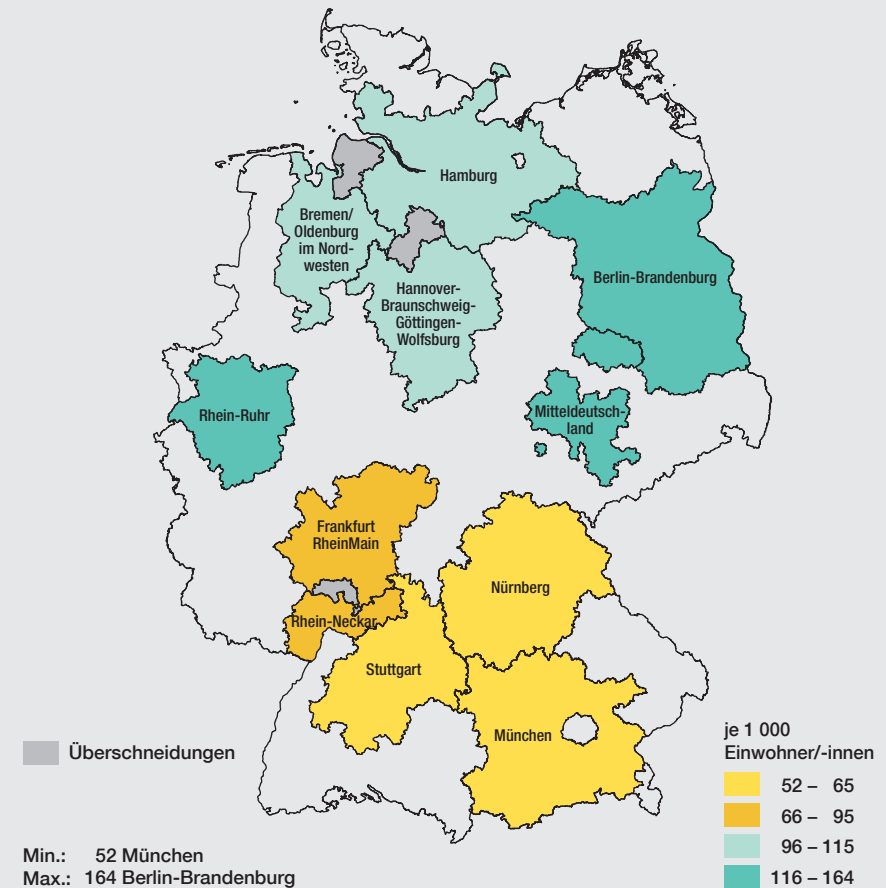 Hamburg
Bremen/
Oldenburg
im Nord-
westen
Berlin-Brandenburg
Hannover-
Braunschweig-
Göttingen-
Wolfsburg
Rhein-Ruhr
Mitteldeutsch-
land
Frankfurt
RheinMain
Nürnberg
Rhein-Neckar
Stuttgart
München
Überschneidungen
je 1 000
Einwohner/-innen
52 – 65
66 – 95
96 – 115
116 – 164
Min.: 52 München
Max.: 164 Berlin-Brandenburg